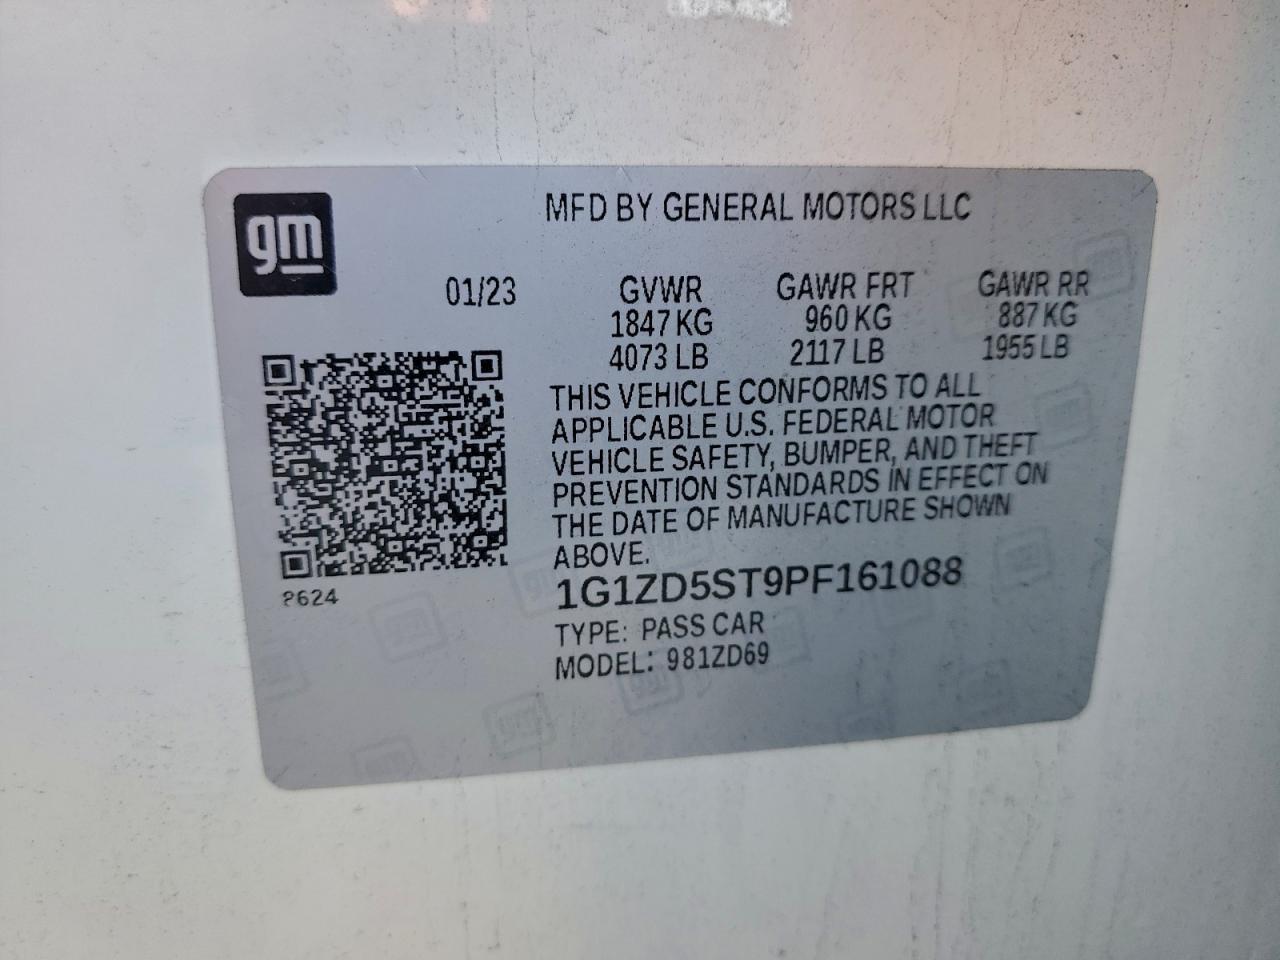 gm
MFD BY GENERAL MOTORS LLC
01/23 GVWR GAWR FRT GAWR RR
1847 KG 960 KG 887 KG
4073 LB 2117 LB 1955 LB
THIS VEHICLE CONFORMS TO ALL
APPLICABLE U.S. FEDERAL MOTOR
VEHICLE SAFETY, BUMPER, AND THEFT
PREVENTION STANDARDS IN EFFECT ON
THE DATE OF MANUFACTURE SHOWN
ABOVE.
1G1ZD5ST9PF161088
TYPE: PASS CAR
MODEL: 981ZD69